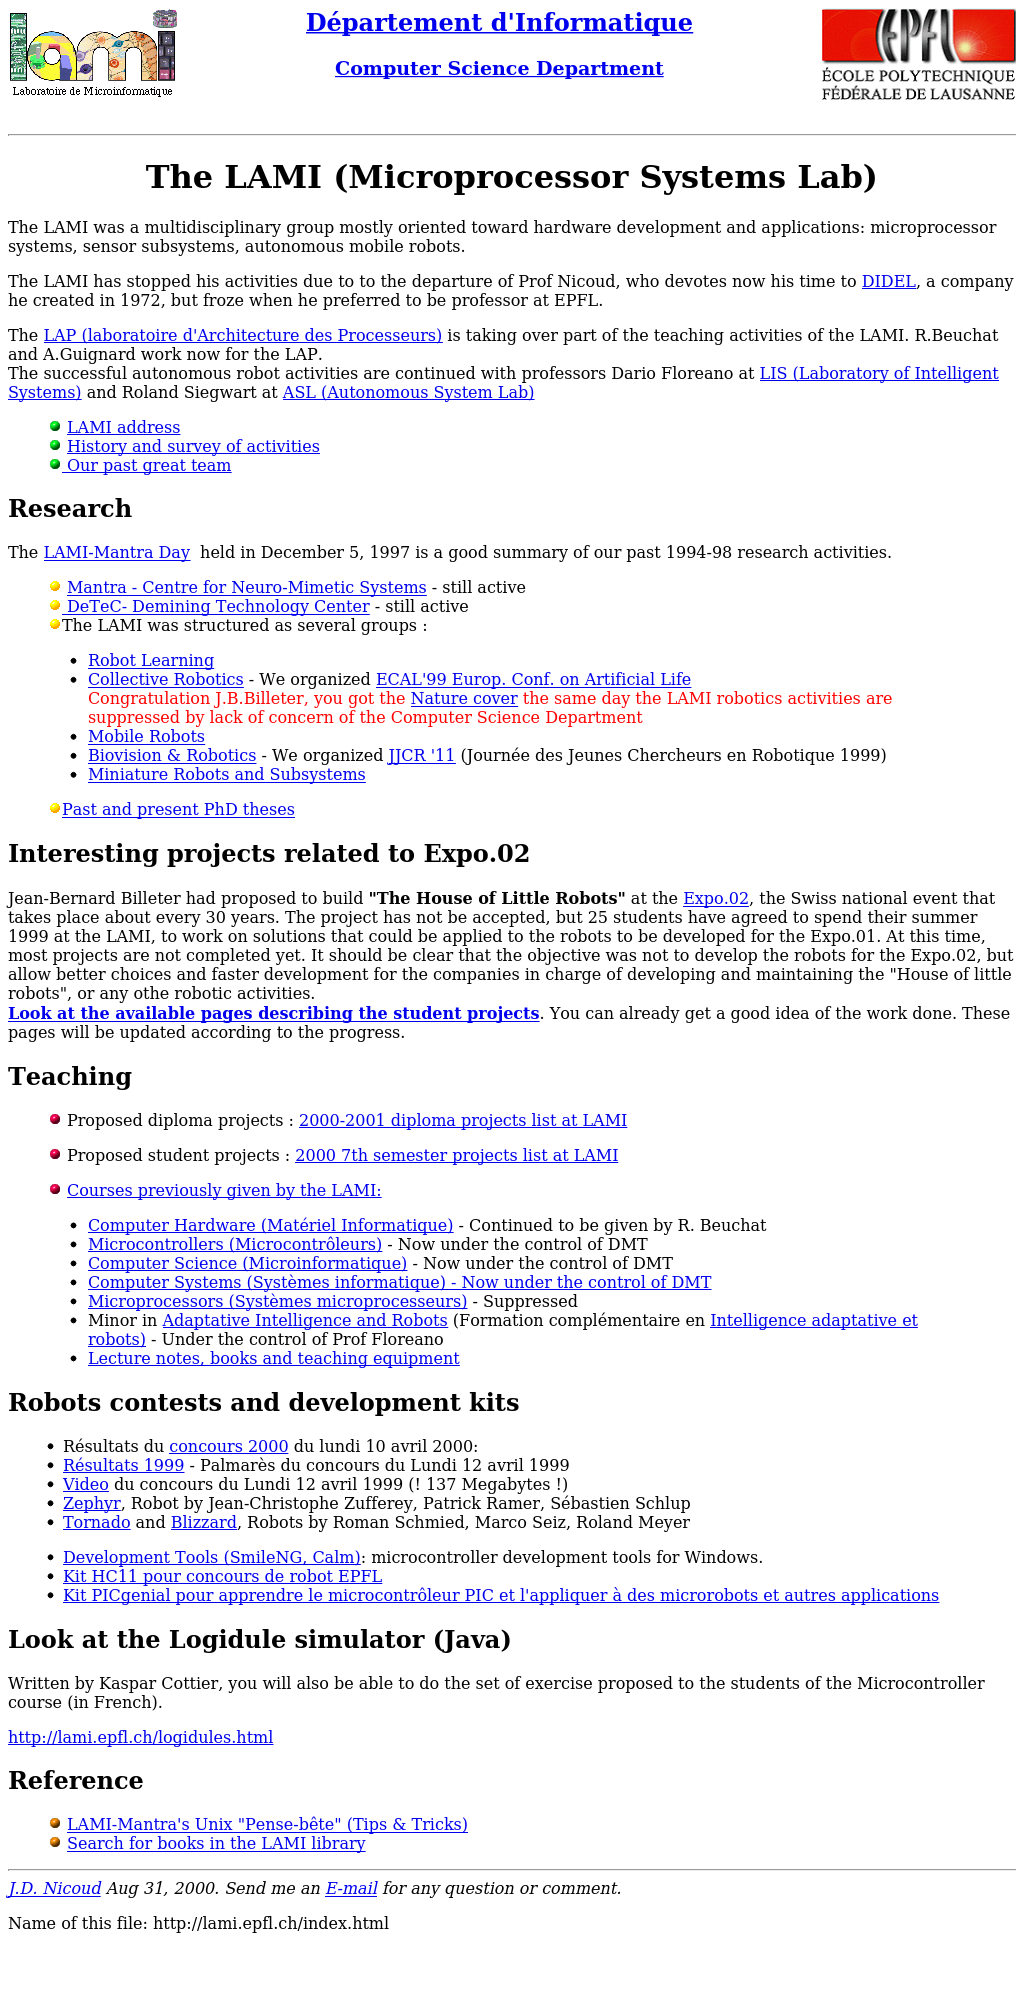 lami
Laboratoire de Microinformatique
Département d'Informatique
Computer Science Department
EPFL
ÉCOLE POLYTECHNIQUE
FÉDÉRALE DE LAUSANNE
The LAMI (Microprocessor Systems Lab)
The LAMI was a multidisciplinary group mostly oriented toward hardware development and applications: microprocessor
systems, sensor subsystems, autonomous mobile robots.
The LAMI has stopped his activities due to to the departure of Prof Nicoud, who devotes now his time to DIDEL, a company
he created in 1972, but froze when he preferred to be professor at EPFL.
The LAP (laboratoire d'Architecture des Processeurs) is taking over part of the teaching activities of the LAMI. R.Beuchat
and A.Guignard work now for the LAP.
The successful autonomous robot activities are continued with professors Dario Floreano at LIS (Laboratory of Intelligent
Systems) and Roland Siegwart at ASL (Autonomous System Lab)
LAMI address
History and survey of activities
Our past great team
Research
The LAMI-Mantra Day  held in December 5, 1997 is a good summary of our past 1994-98 research activities.
Mantra - Centre for Neuro-Mimetic Systems - still active
DeTeC- Demining Technology Center - still active
The LAMI was structured as several groups :
• Robot Learning
• Collective Robotics - We organized ECAL'99 Europ. Conf. on Artificial Life
Congratulation J.B.Billeter, you got the Nature cover the same day the LAMI robotics activities are
suppressed by lack of concern of the Computer Science Department
• Mobile Robots
• Biovision & Robotics - We organized JJCR '11 (Journée des Jeunes Chercheurs en Robotique 1999)
• Miniature Robots and Subsystems
Past and present PhD theses
Interesting projects related to Expo.02
Jean-Bernard Billeter had proposed to build "The House of Little Robots" at the Expo.02, the Swiss national event that
takes place about every 30 years. The project has not be accepted, but 25 students have agreed to spend their summer
1999 at the LAMI, to work on solutions that could be applied to the robots to be developed for the Expo.01. At this time,
most projects are not completed yet. It should be clear that the objective was not to develop the robots for the Expo.02, but
allow better choices and faster development for the companies in charge of developing and maintaining the "House of little
robots", or any othe robotic activities.
Look at the available pages describing the student projects. You can already get a good idea of the work done. These
pages will be updated according to the progress.
Teaching
Proposed diploma projects : 2000-2001 diploma projects list at LAMI
Proposed student projects : 2000 7th semester projects list at LAMI
Courses previously given by the LAMI:
• Computer Hardware (Matériel Informatique) - Continued to be given by R. Beuchat
• Microcontrollers (Microcontrôleurs) - Now under the control of DMT
• Computer Science (Microinformatique) - Now under the control of DMT
• Computer Systems (Systèmes informatique) - Now under the control of DMT
• Microprocessors (Systèmes microprocesseurs) - Suppressed
• Minor in Adaptative Intelligence and Robots (Formation complémentaire en Intelligence adaptative et
robots) - Under the control of Prof Floreano
• Lecture notes, books and teaching equipment
Robots contests and development kits
• Résultats du concours 2000 du lundi 10 avril 2000:
• Résultats 1999 - Palmarès du concours du Lundi 12 avril 1999
• Video du concours du Lundi 12 avril 1999 (! 137 Megabytes !)
• Zephyr, Robot by Jean-Christophe Zufferey, Patrick Ramer, Sébastien Schlup
• Tornado and Blizzard, Robots by Roman Schmied, Marco Seiz, Roland Meyer
• Development Tools (SmileNG, Calm): microcontroller development tools for Windows.
• Kit HC11 pour concours de robot EPFL
• Kit PICgenial pour apprendre le microcontrôleur PIC et l'appliquer à des microrobots et autres applications
Look at the Logidule simulator (Java)
Written by Kaspar Cottier, you will also be able to do the set of exercise proposed to the students of the Microcontroller
course (in French).
http://lami.epfl.ch/logidules.html
Reference
LAMI-Mantra's Unix "Pense-bête" (Tips & Tricks)
Search for books in the LAMI library
J.D. Nicoud Aug 31, 2000. Send me an E-mail for any question or comment.
Name of this file: http://lami.epfl.ch/index.html